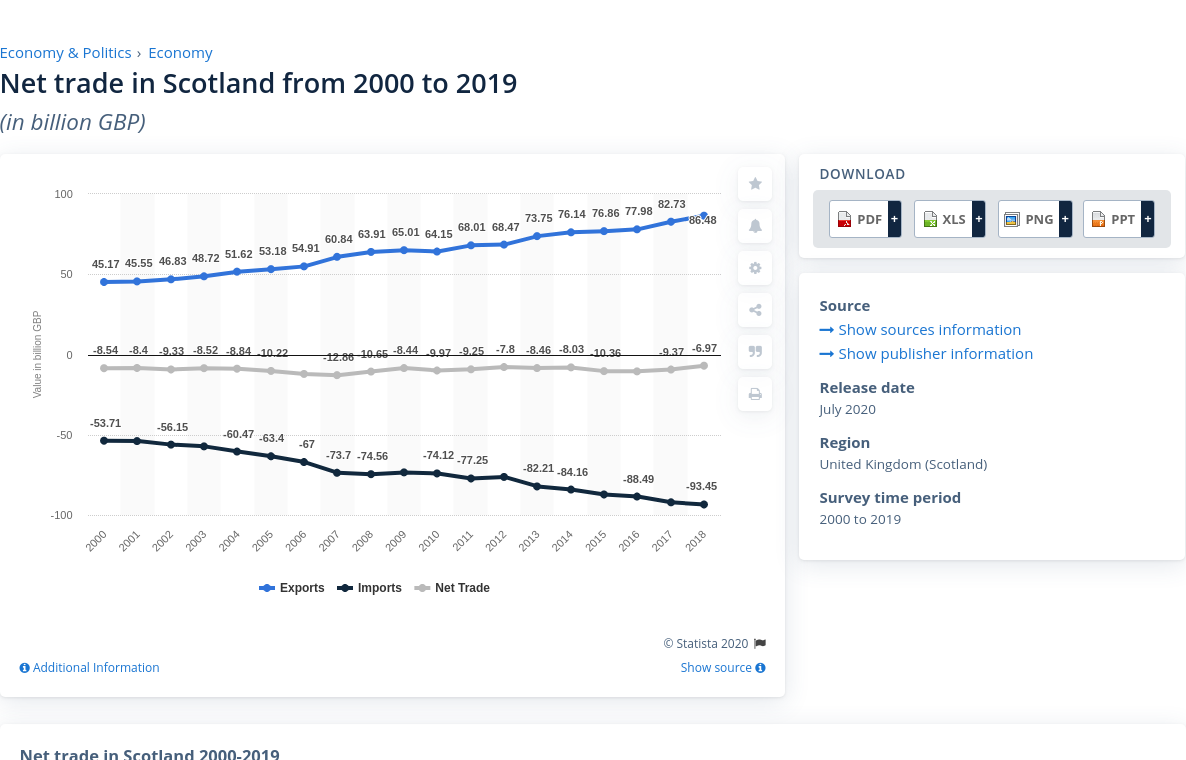 Economy & Politics › Economy
Net trade in Scotland from 2000 to 2019
(in billion GBP)
DOWNLOAD
PDF + XLS + PNG + PPT +
Source
Show sources information
Show publisher information
Release date
July 2020
Region
United Kingdom (Scotland)
Survey time period
2000 to 2019
Value in billion GBP
100
50
0
-50
-100
45.17 45.55 46.83 48.72 51.62 53.18 54.91 60.84 63.91 65.01 64.15 68.01 68.47 73.75 76.14 76.86 77.98 82.73 86.48
-8.54 -8.4 -9.33 -8.52 -8.84 -10.22 -12.86 -10.65 -8.44 -9.97 -9.25 -7.8 -8.46 -8.03 -10.36 -9.37 -6.97
-53.71 -56.15 -60.47 -63.4 -67 -73.7 -74.56 -74.12 -77.25 -82.21 -84.16 -88.49 -93.45
2000 2001 2002 2003 2004 2005 2006 2007 2008 2009 2010 2011 2012 2013 2014 2015 2016 2017 2018
Exports Imports Net Trade
© Statista 2020
Additional Information
Show source
Net trade in Scotland 2000-2019